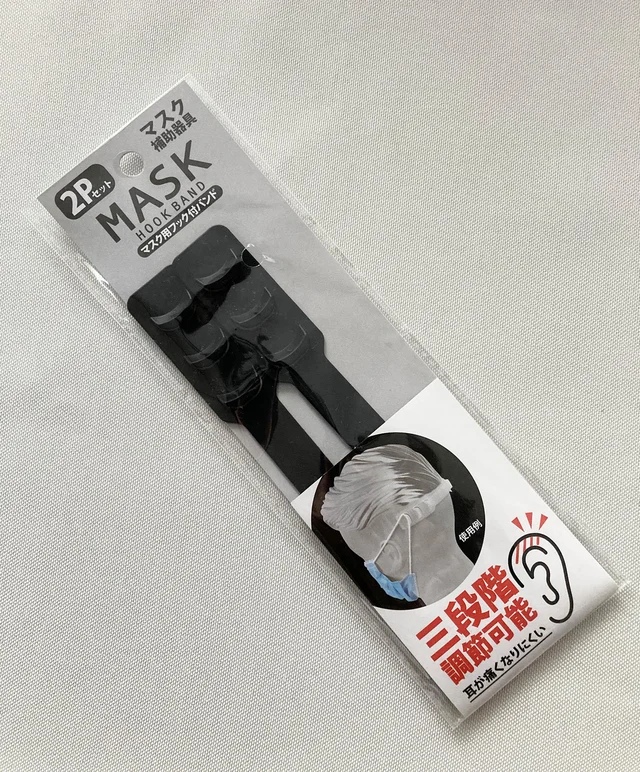 マスク
補助器具
2Pセット
MASK
HOOK BAND
マスク用フック付バンド
使用例
三段階
調節可能
耳が痛くなりにくい